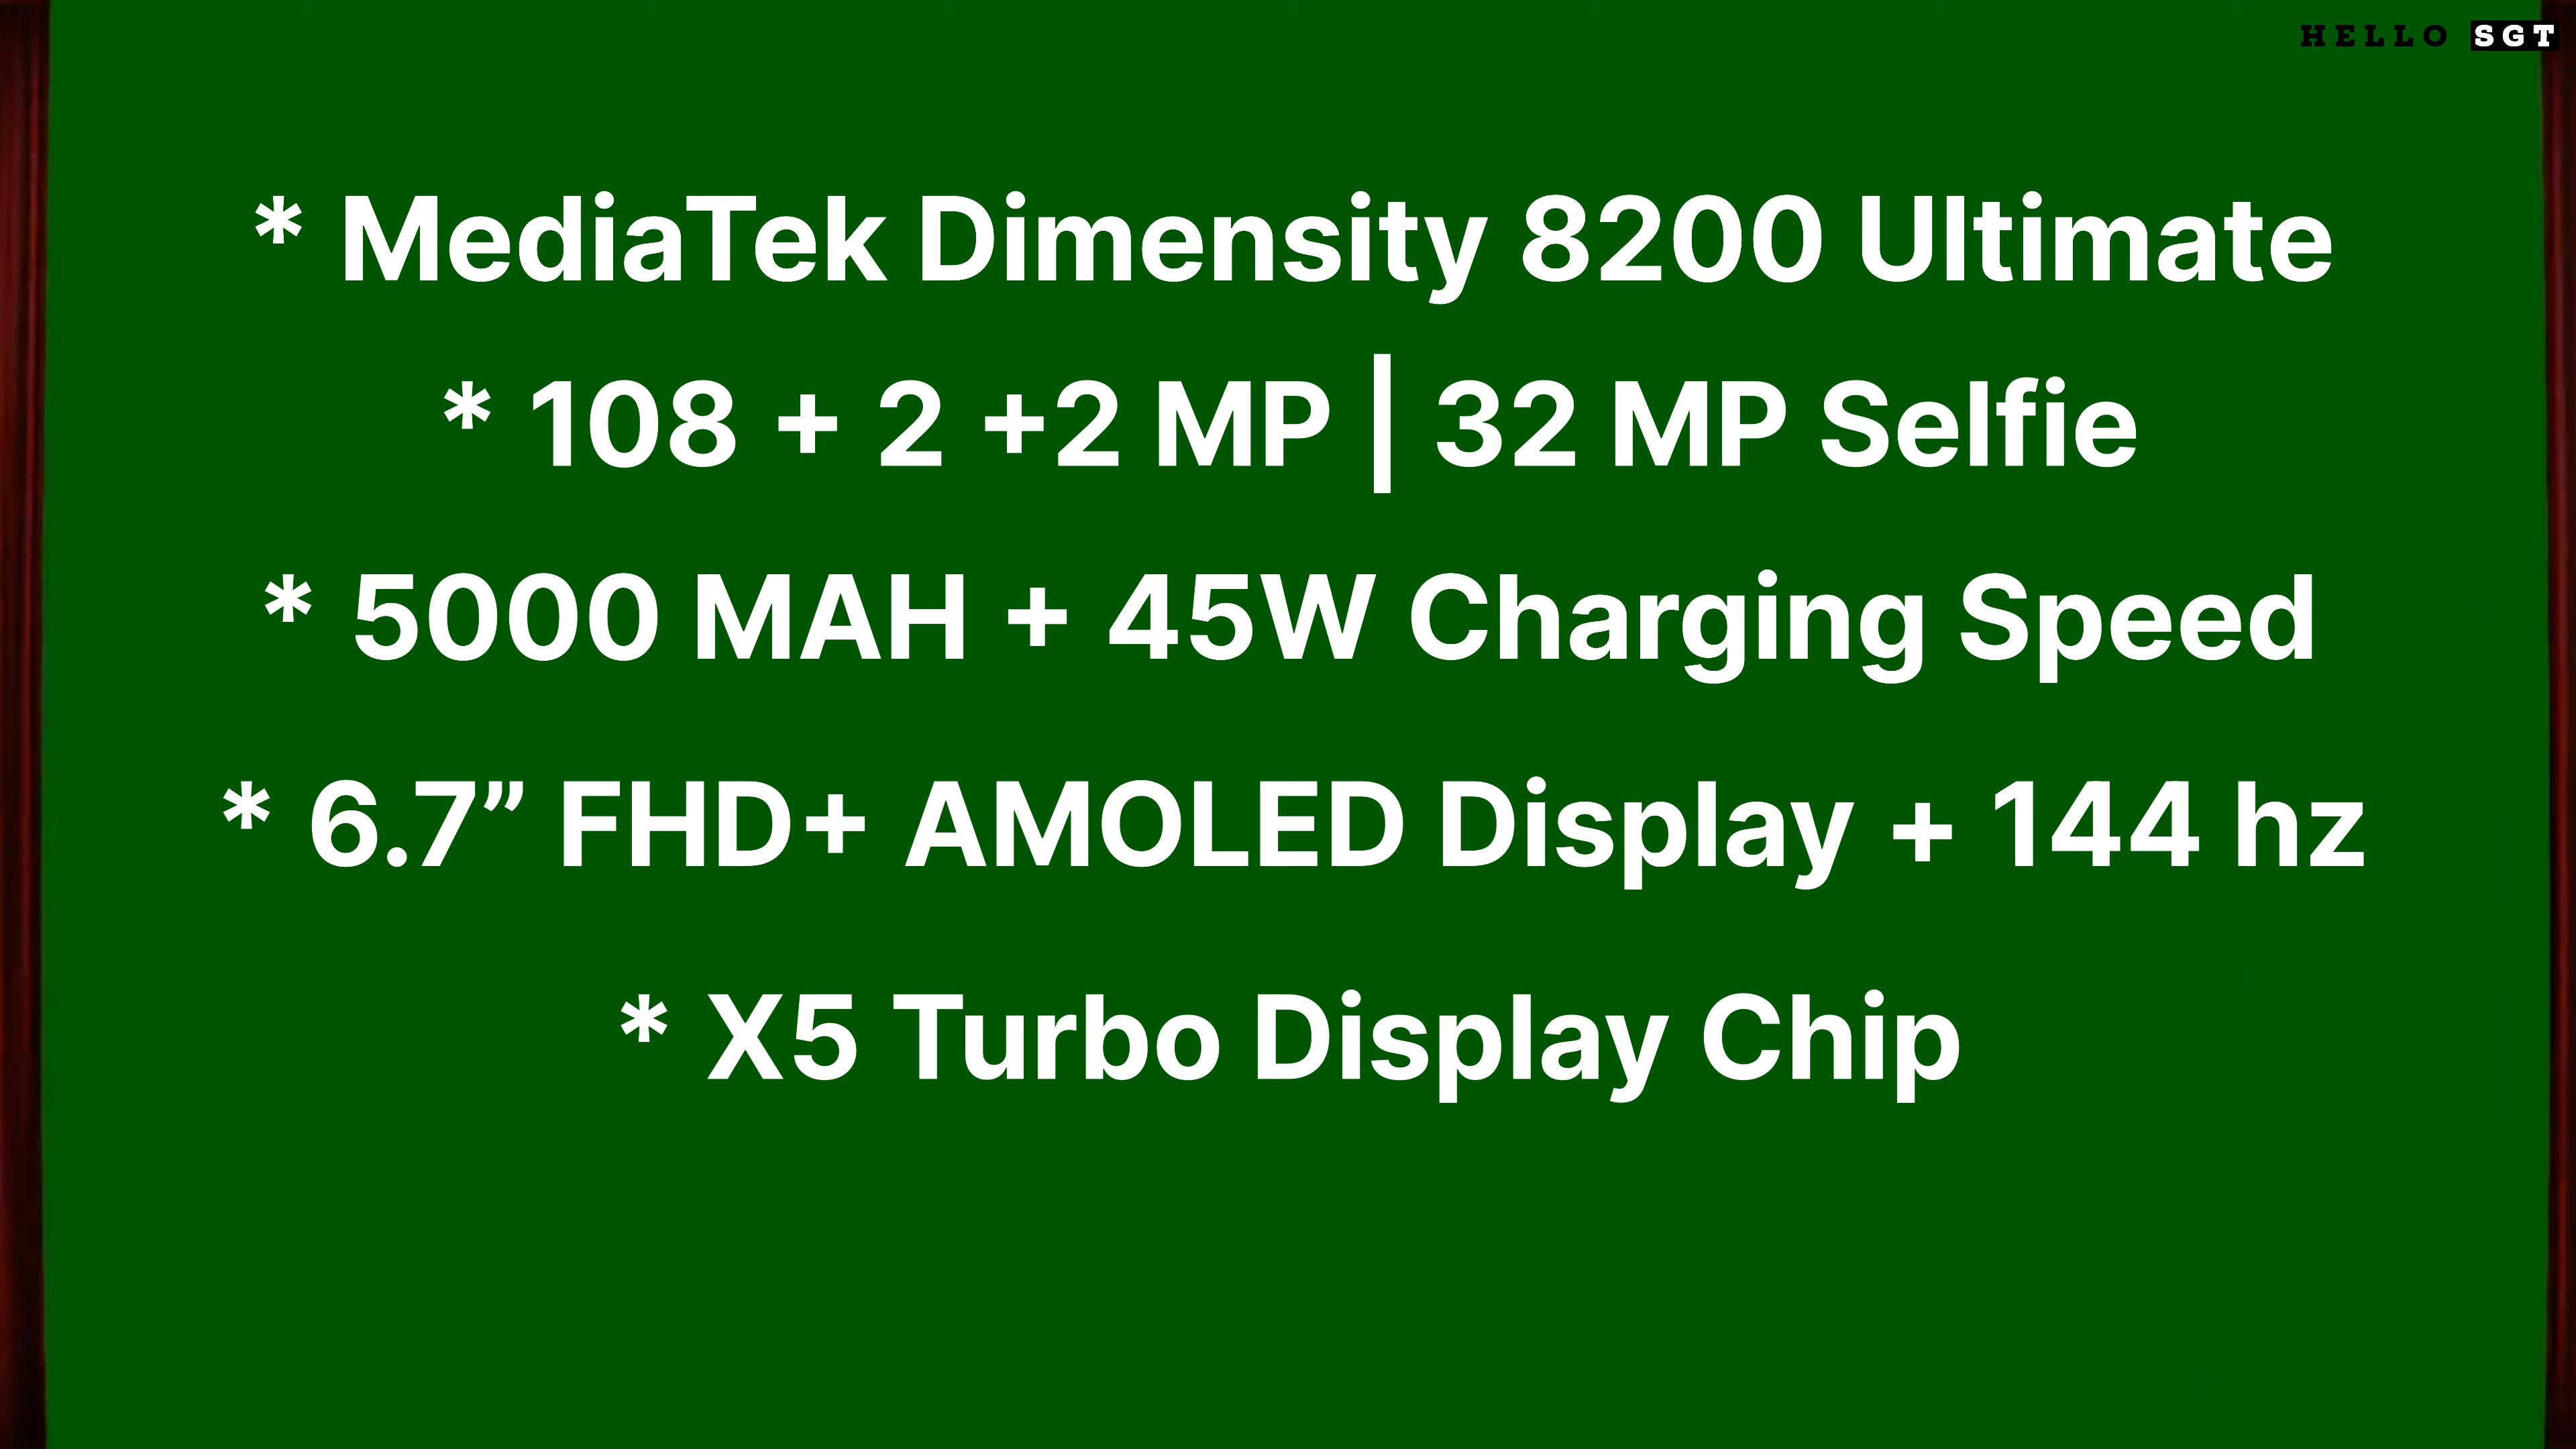 HELLO SGT
* MediaTek Dimensity 8200 Ultimate
* 108 + 2 +2 MP | 32 MP Selfie
* 5000 MAH + 45W Charging Speed
* 6.7” FHD+ AMOLED Display + 144 hz
* X5 Turbo Display Chip